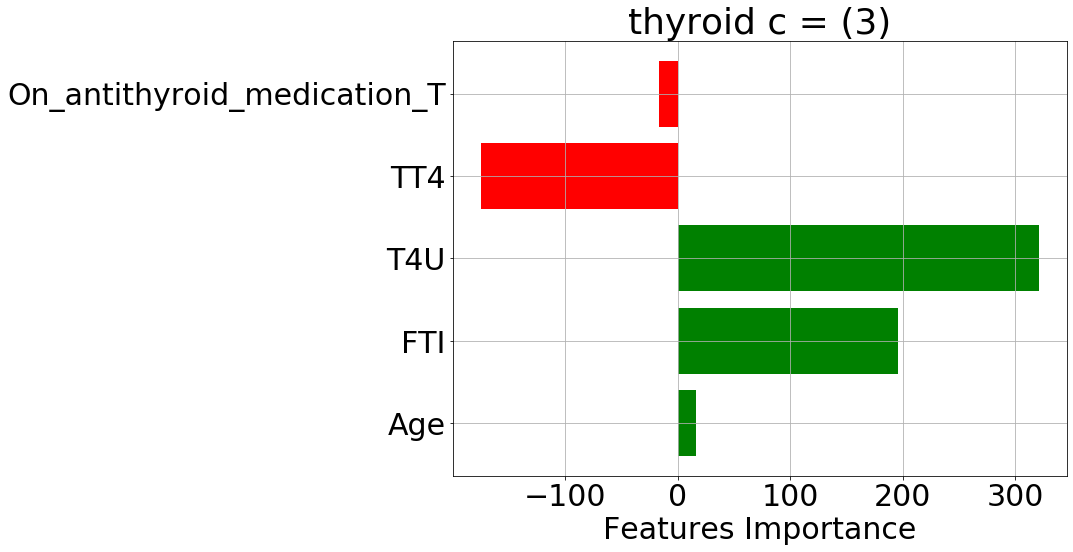 thyroid c = (3)
On_antithyroid_medication_T
TT4
T4U
FTI
Age
−100 0 100 200 300
Features Importance